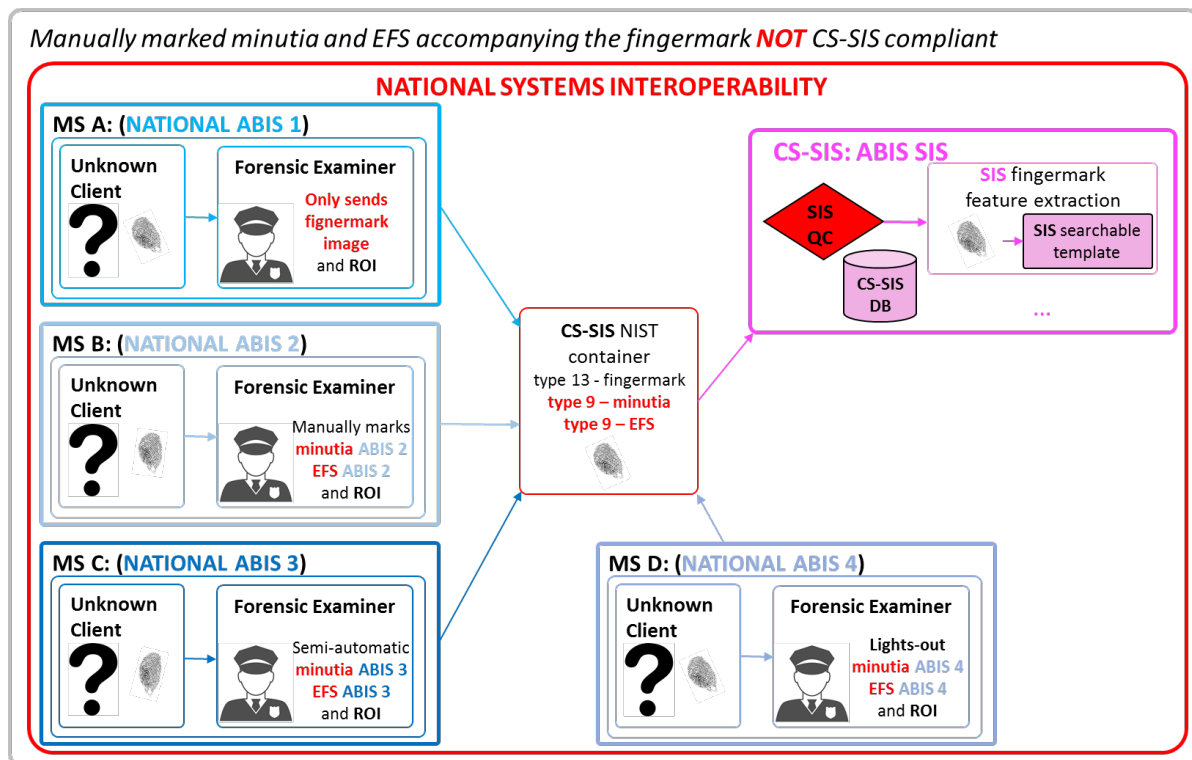 Manually marked minutia and EFS accompanying the fingermark NOT CS-SIS compliant
NATIONAL SYSTEMS INTEROPERABILITY
MS A: (NATIONAL ABIS 1)
Unknown
Client
Forensic Examiner
Only sends
fignermark
image
and ROI
MS B: (NATIONAL ABIS 2)
Unknown
Client
Forensic Examiner
Manually marks
minutia ABIS 2
EFS ABIS 2
and ROI
MS C: (NATIONAL ABIS 3)
Unknown
Client
Forensic Examiner
Semi-automatic
minutia ABIS 3
EFS ABIS 3
and ROI
CS-SIS NIST
container
type 13 - fingermark
type 9 – minutia
type 9 – EFS
CS-SIS: ABIS SIS
SIS
QC
CS-SIS
DB
SIS fingermark
feature extraction
SIS searchable
template
...
MS D: (NATIONAL ABIS 4)
Unknown
Client
Forensic Examiner
Lights-out
minutia ABIS 4
EFS ABIS 4
and ROI